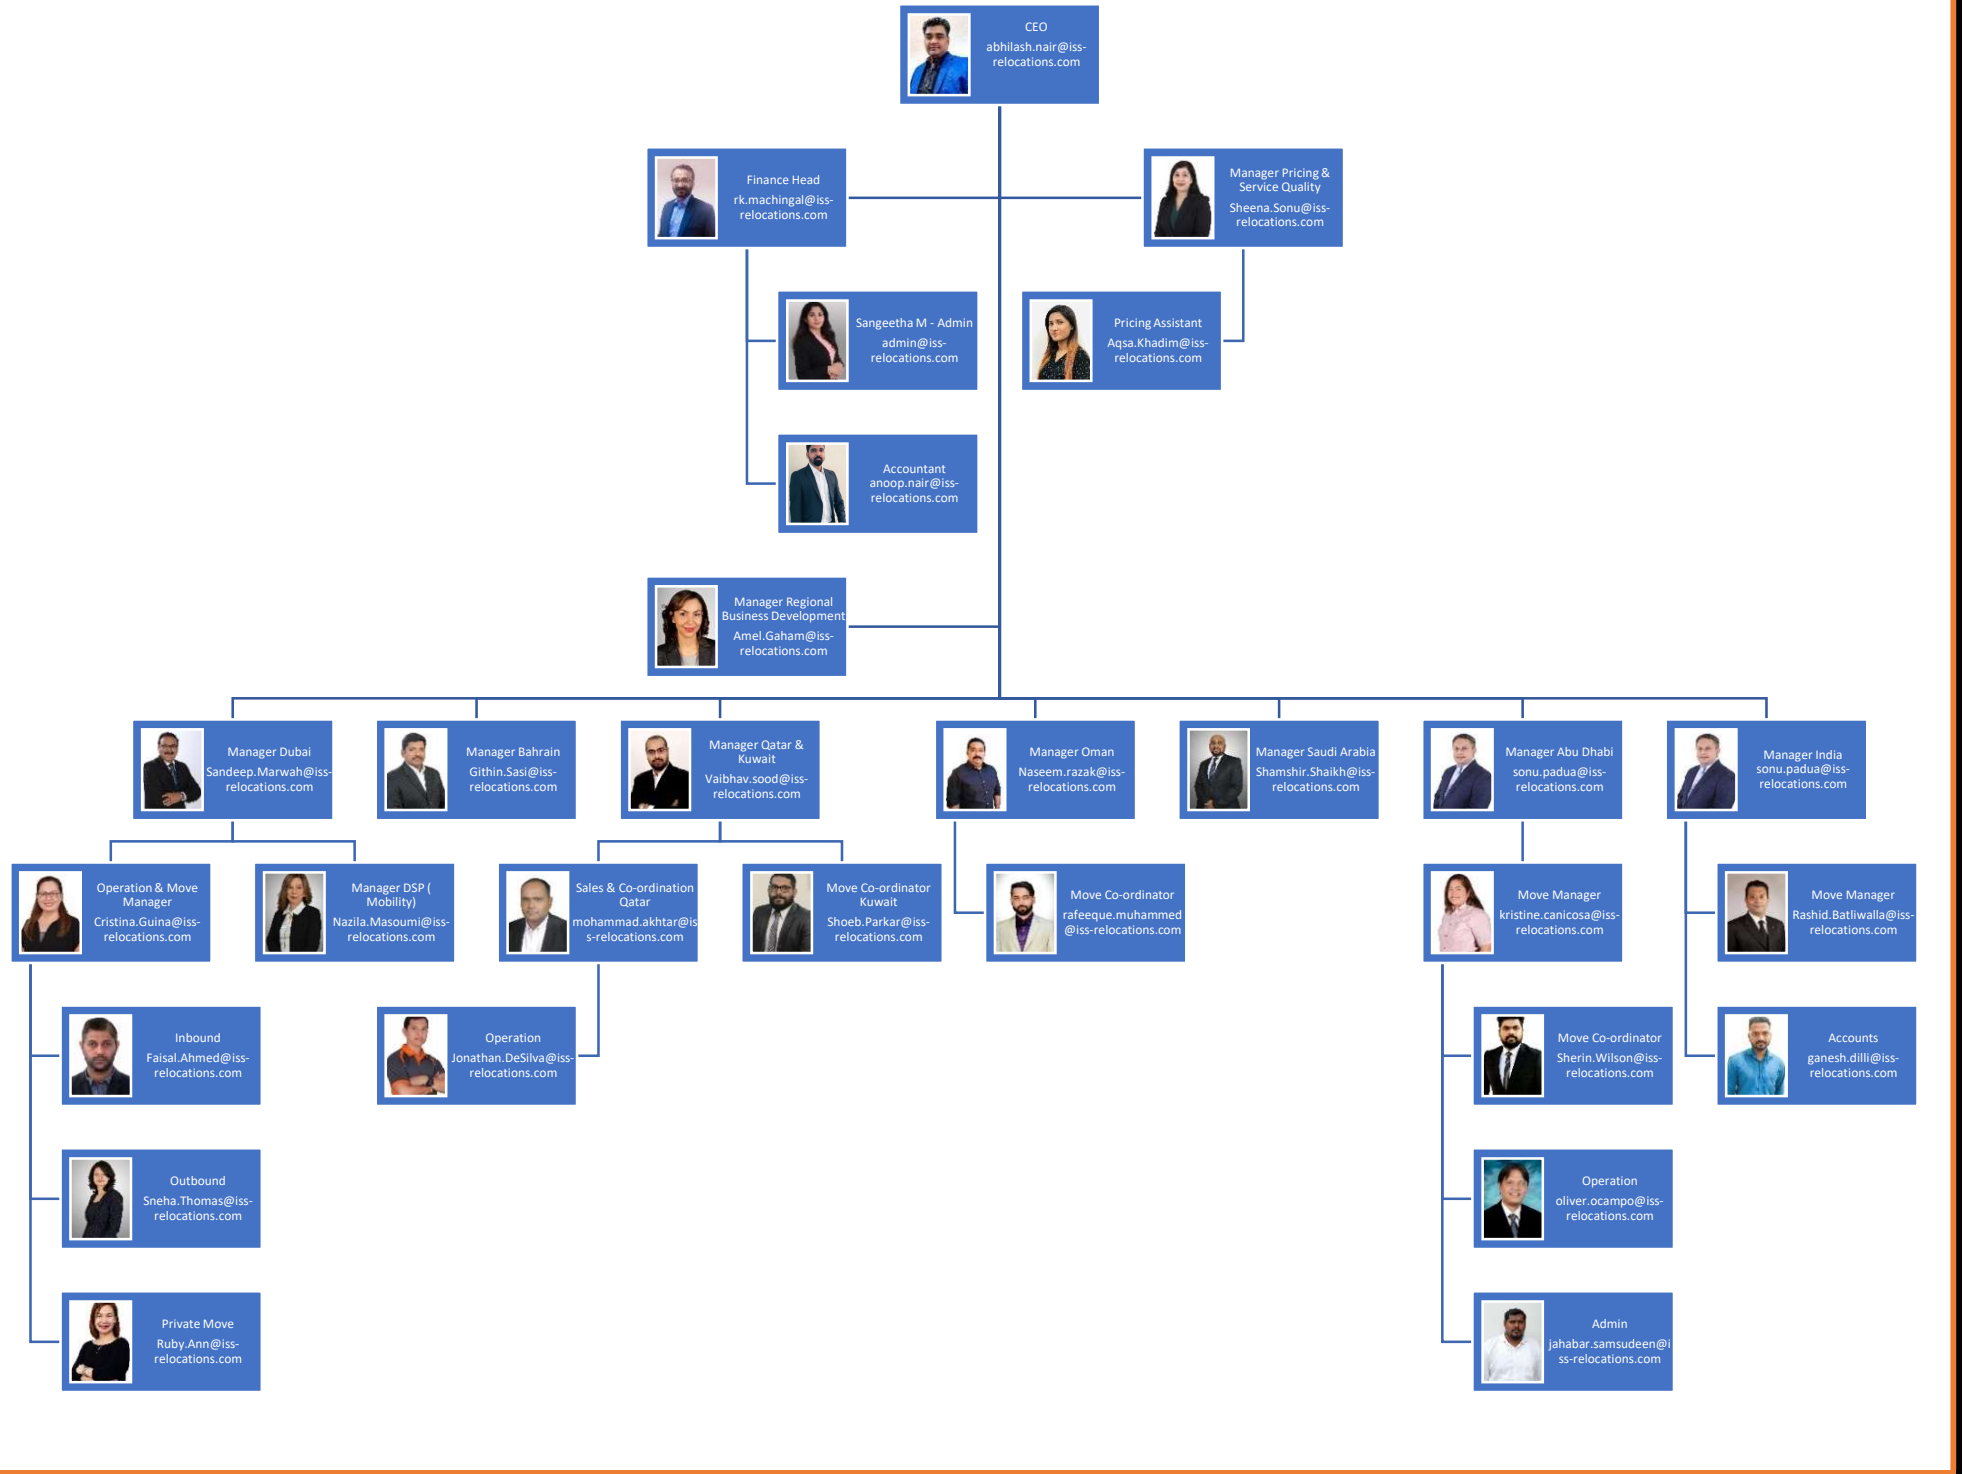 CEO
abhilash.nair@iss-
relocations.com
Finance Head
rk.machingal@iss-
relocations.com
Manager Pricing &
Service Quality
Sheena.Sonu@iss-
relocations.com
Sangeetha M - Admin
admin@iss-
relocations.com
Pricing Assistant
Aqsa.Khadim@iss-
relocations.com
Accountant
anoop.nair@iss-
relocations.com
Manager Regional
Business Development
Amel.Gaham@iss-
relocations.com
Manager Dubai
Sandeep.Marwah@iss-
relocations.com
Manager Bahrain
Githin.Sasi@iss-
relocations.com
Manager Qatar &
Kuwait
Vaibhav.sood@iss-
relocations.com
Manager Oman
Naseem.razak@iss-
relocations.com
Manager Saudi Arabia
Shamshir.Shaikh@iss-
relocations.com
Manager Abu Dhabi
sonu.padua@iss-
relocations.com
Manager India
sonu.padua@iss-
relocations.com
Operation & Move
Manager
Cristina.Guina@iss-
relocations.com
Manager DSP (
Mobility)
Nazila.Masoumi@iss-
relocations.com
Sales & Co-ordination
Qatar
mohammad.akhtar@is
s-relocations.com
Move Co-ordinator
Kuwait
Shoeb.Parkar@iss-
relocations.com
Move Co-ordinator
rafeeque.muhammed
@iss-relocations.com
Move Manager
kristine.canicosa@iss-
relocations.com
Move Manager
Rashid.Batliwalla@iss-
relocations.com
Inbound
Faisal.Ahmed@iss-
relocations.com
Operation
Jonathan.DeSilva@iss-
relocations.com
Move Co-ordinator
Sherin.Wilson@iss-
relocations.com
Accounts
ganesh.dilli@iss-
relocations.com
Outbound
Sneha.Thomas@iss-
relocations.com
Operation
oliver.ocampo@iss-
relocations.com
Private Move
Ruby.Ann@iss-
relocations.com
Admin
jahabar.samsudeen@i
ss-relocations.com